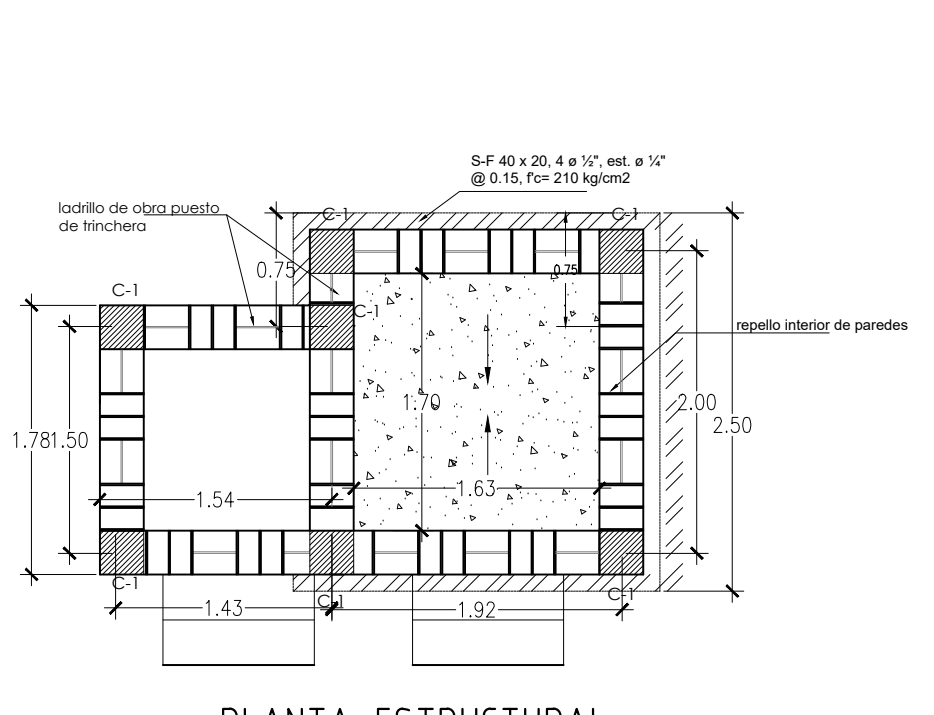 S-F 40 x 20, 4 ø ½", est. ø ¼"
@ 0.15, f'c= 210 kg/cm2
ladrillo de obra puesto
de trinchera
C-1
C-1
0.75
0.75
C-1
C-1
repello interior de paredes
1.70
2.00
2.50
1.78
1.50
1.54
1.63
C-1
C-1
C-1
1.43
1.92
PLANTA ESTRUCTURAL